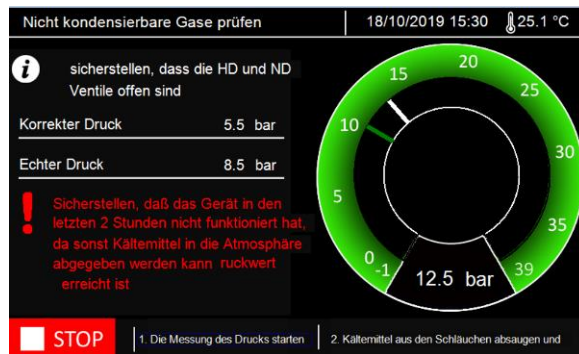 Nicht kondensierbare Gase prüfen
18/10/2019 15:30
25.1 °C
i
sicherstellen, dass die HD und ND
Ventile offen sind
Korrekter Druck 5.5 bar
Echter Druck 8.5 bar
Sicherstellen, daß das Gerät in den
letzten 2 Stunden nicht funktioniert hat,
da sonst Kältemittel in die Atmosphäre
abgegeben werden kann ruckwert
erreicht ist
-1
0
5
10
15
20
25
30
35
39
12.5 bar
STOP
1. Die Messung des Drucks starten
2. Kältemittel aus den Schläuchen absaugen und